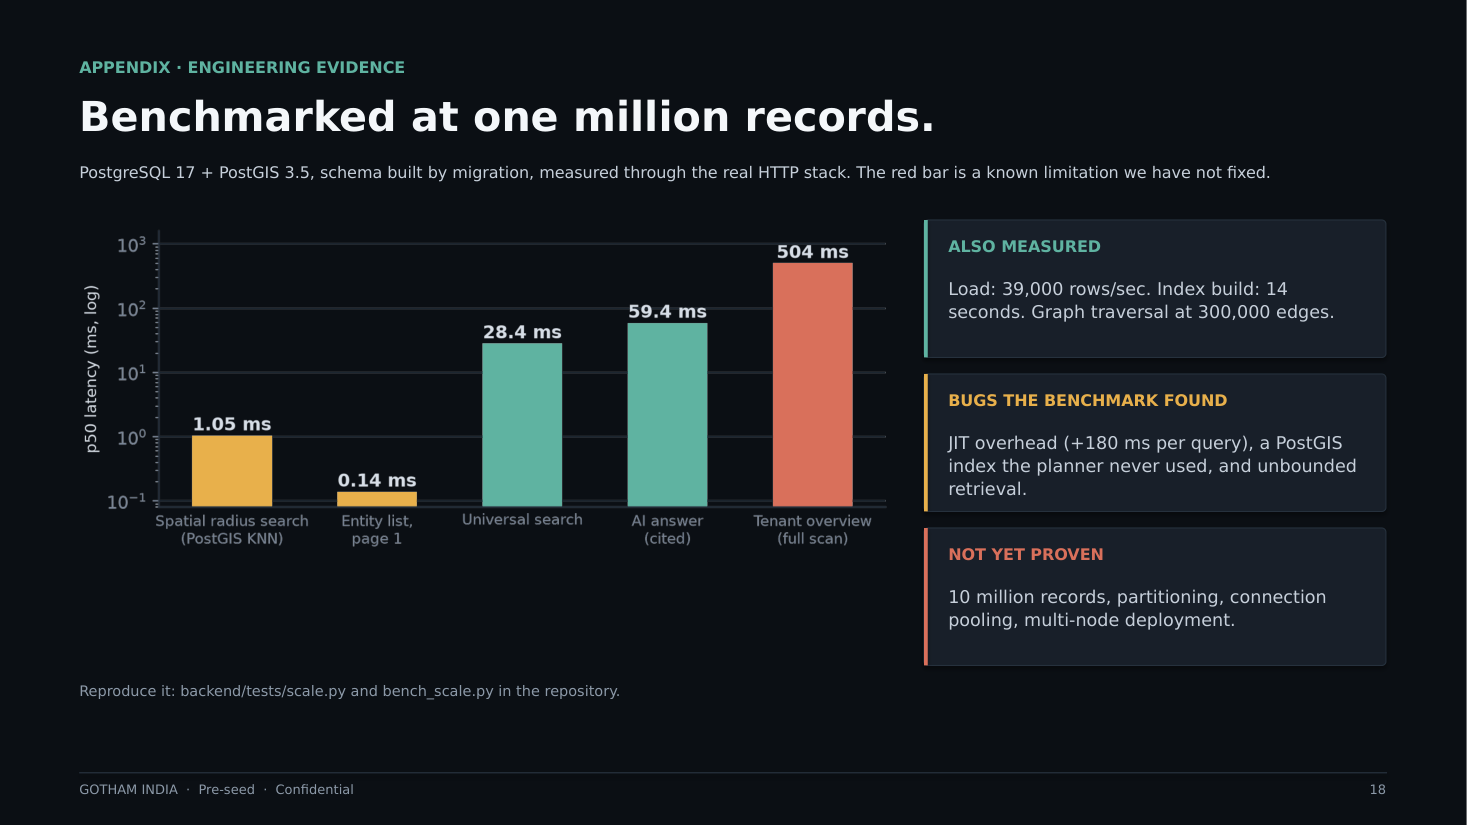 APPENDIX · ENGINEERING EVIDENCE
Benchmarked at one million records.
PostgreSQL 17 + PostGIS 3.5, schema built by migration, measured through the real HTTP stack. The red bar is a known limitation we have not fixed.
p50 latency (ms, log)
10³
10²
10¹
10⁰
10⁻¹
1.05 ms
0.14 ms
28.4 ms
59.4 ms
504 ms
Spatial radius search
(PostGIS KNN)
Entity list,
page 1
Universal search
AI answer
(cited)
Tenant overview
(full scan)
ALSO MEASURED
Load: 39,000 rows/sec. Index build: 14
seconds. Graph traversal at 300,000 edges.
BUGS THE BENCHMARK FOUND
JIT overhead (+180 ms per query), a PostGIS
index the planner never used, and unbounded
retrieval.
NOT YET PROVEN
10 million records, partitioning, connection
pooling, multi-node deployment.
Reproduce it: backend/tests/scale.py and bench_scale.py in the repository.
GOTHAM INDIA · Pre-seed · Confidential
18